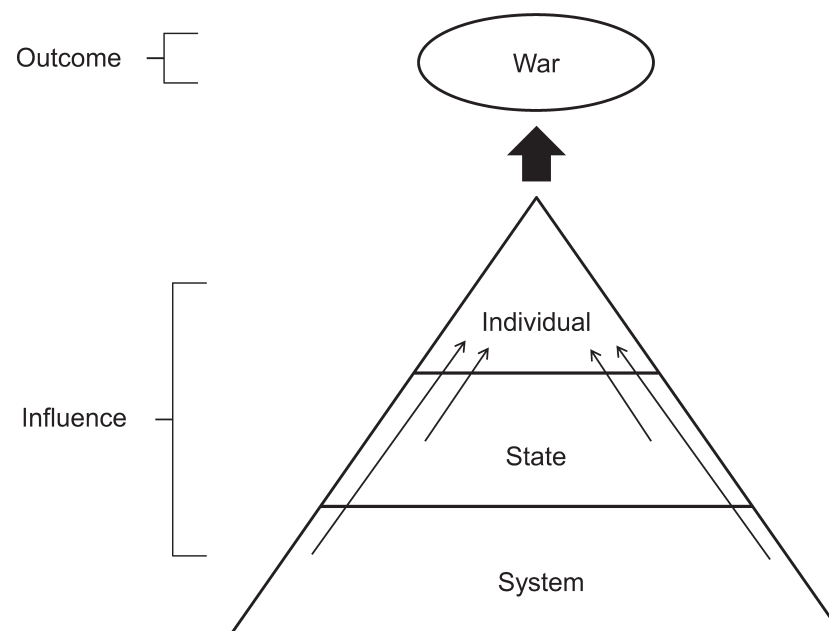 Outcome
War
Individual
Influence
State
System